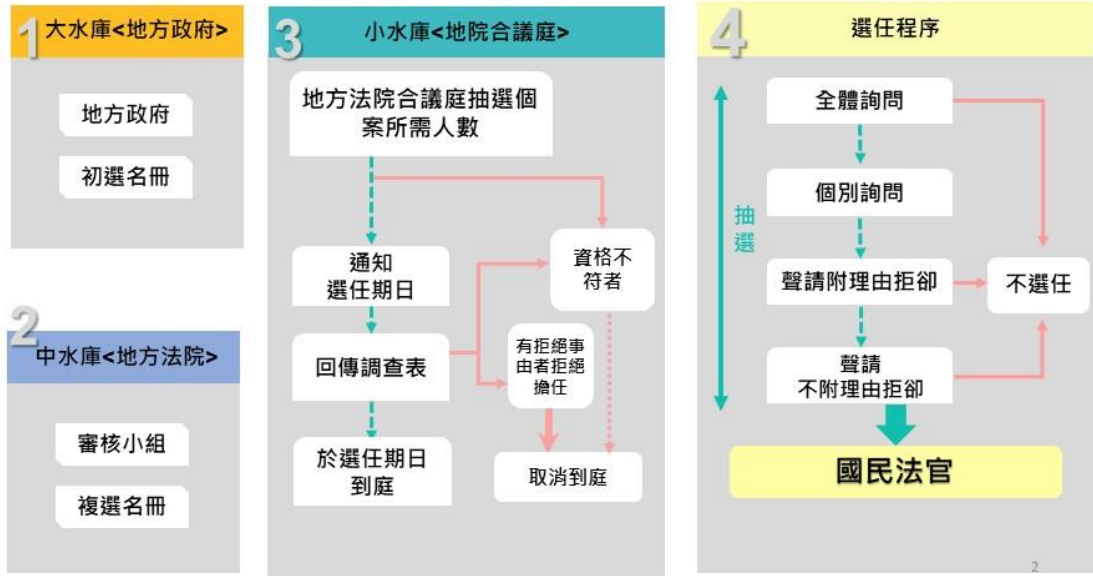 1
大水庫<地方政府>
地方政府
初選名冊
2
中水庫<地方法院>
審核小組
複選名冊
3
小水庫<地院合議庭>
地方法院合議庭抽選個
案所需人數
通知
選任期日
回傳調查表
於選任期日
到庭
資格不
符者
有拒絕事
由者拒絕
擔任
取消到庭
4
選任程序
抽
選
全體詢問
個別詢問
聲請附理由拒卻
聲請
不附理由拒卻
不選任
國民法官
2